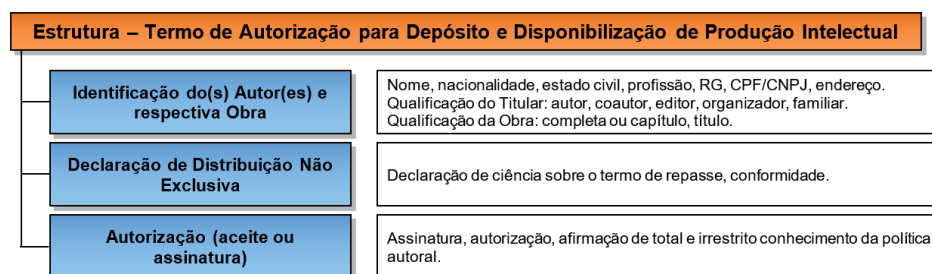 Estrutura – Termo de Autorização para Depósito e Disponibilização de Produção Intelectual
Identificação do(s) Autor(es) e
respectiva Obra
Nome, nacionalidade, estado civil, profissão, RG, CPF/CNPJ, endereço.
Qualificação do Titular: autor, coautor, editor, organizador, familiar.
Qualificação da Obra: completa ou capítulo, título.
Declaração de Distribuição Não
Exclusiva
Declaração de ciência sobre o termo de repasse, conformidade.
Autorização (aceite ou
assinatura)
Assinatura, autorização, afirmação de total e irrestrito conhecimento da política
autoral.